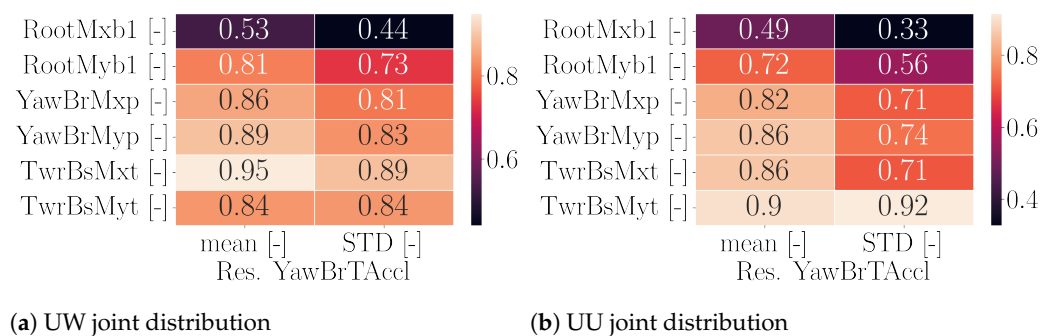 RootMxb1 [-] 0.53 0.44
RootMyb1 [-] 0.81 0.73
YawBrMxp [-] 0.86 0.81
YawBrMyp [-] 0.89 0.83
TwrBsMxt [-] 0.95 0.89
TwrBsMyt [-] 0.84 0.84
mean [-] STD [-]
Res. YawBrTAccl
0.8
0.6
(a) UW joint distribution
RootMxb1 [-] 0.49 0.33
RootMyb1 [-] 0.72 0.56
YawBrMxp [-] 0.82 0.71
YawBrMyp [-] 0.86 0.74
TwrBsMxt [-] 0.86 0.71
TwrBsMyt [-] 0.9 0.92
mean [-] STD [-]
Res. YawBrTAccl
0.8
0.6
0.4
(b) UU joint distribution